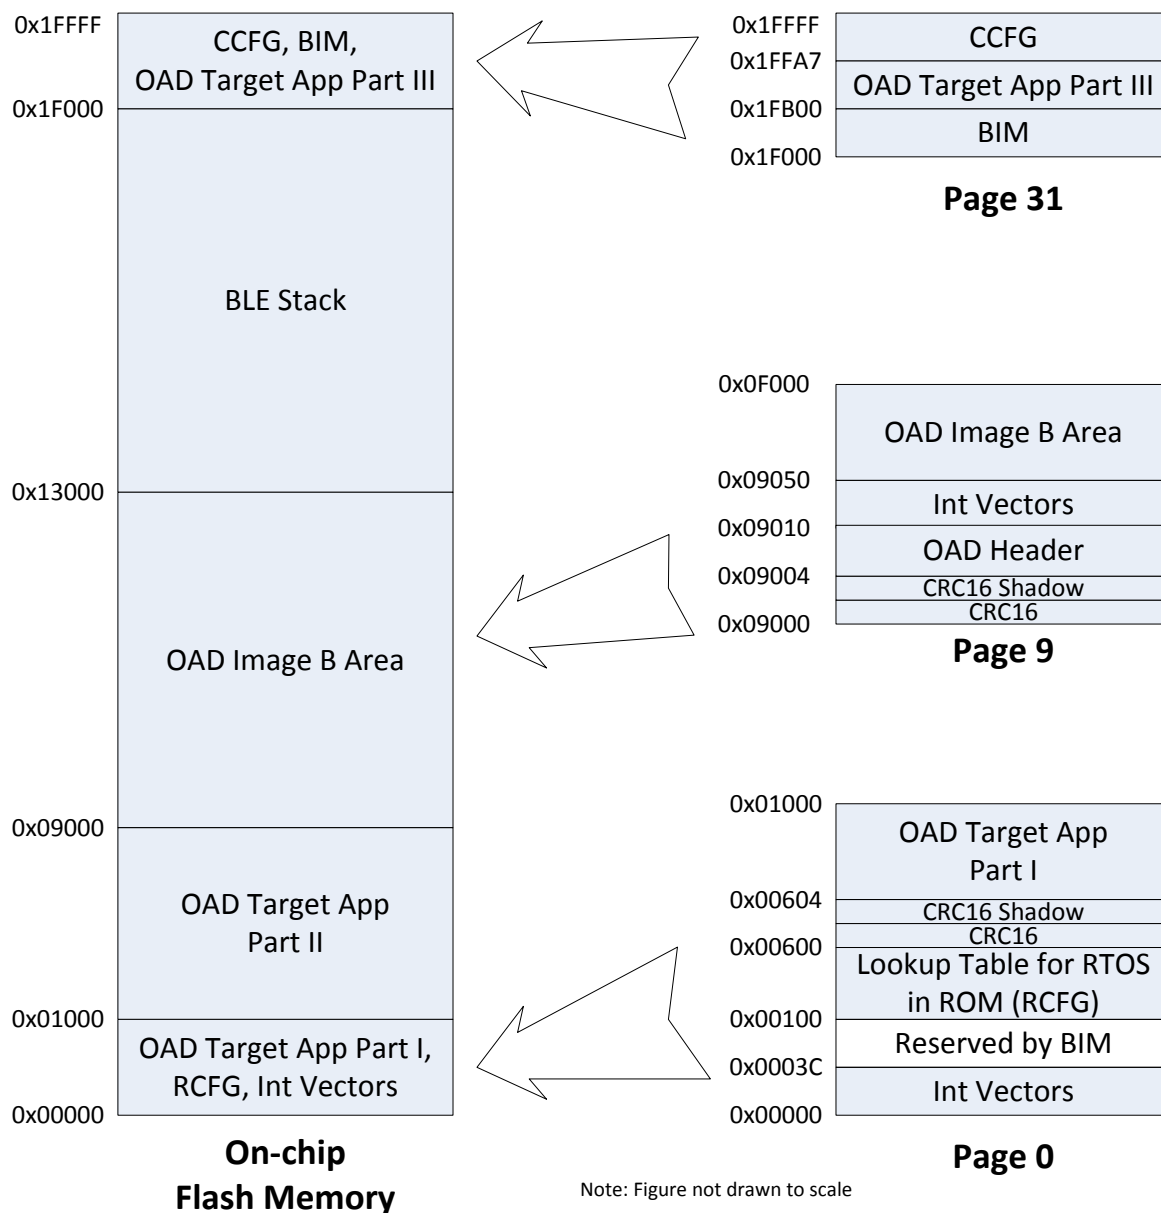 0x1FFFF
CCFG, BIM,
OAD Target App Part III
0x1F000
BLE Stack
0x13000
OAD Image B Area
0x09000
OAD Target App
Part II
0x01000
OAD Target App Part I,
RCFG, Int Vectors
0x00000
On-chip
Flash Memory
0x1FFFF
CCFG
0x1FFA7
OAD Target App Part III
0x1FB00
BIM
0x1F000
Page 31
0x0F000
OAD Image B Area
0x09050
Int Vectors
0x09010
OAD Header
0x09004
CRC16 Shadow
CRC16
0x09000
Page 9
0x01000
OAD Target App
Part I
0x00604
CRC16 Shadow
CRC16
0x00600
Lookup Table for RTOS
in ROM (RCFG)
0x00100
Reserved by BIM
0x0003C
Int Vectors
0x00000
Page 0
Note: Figure not drawn to scale